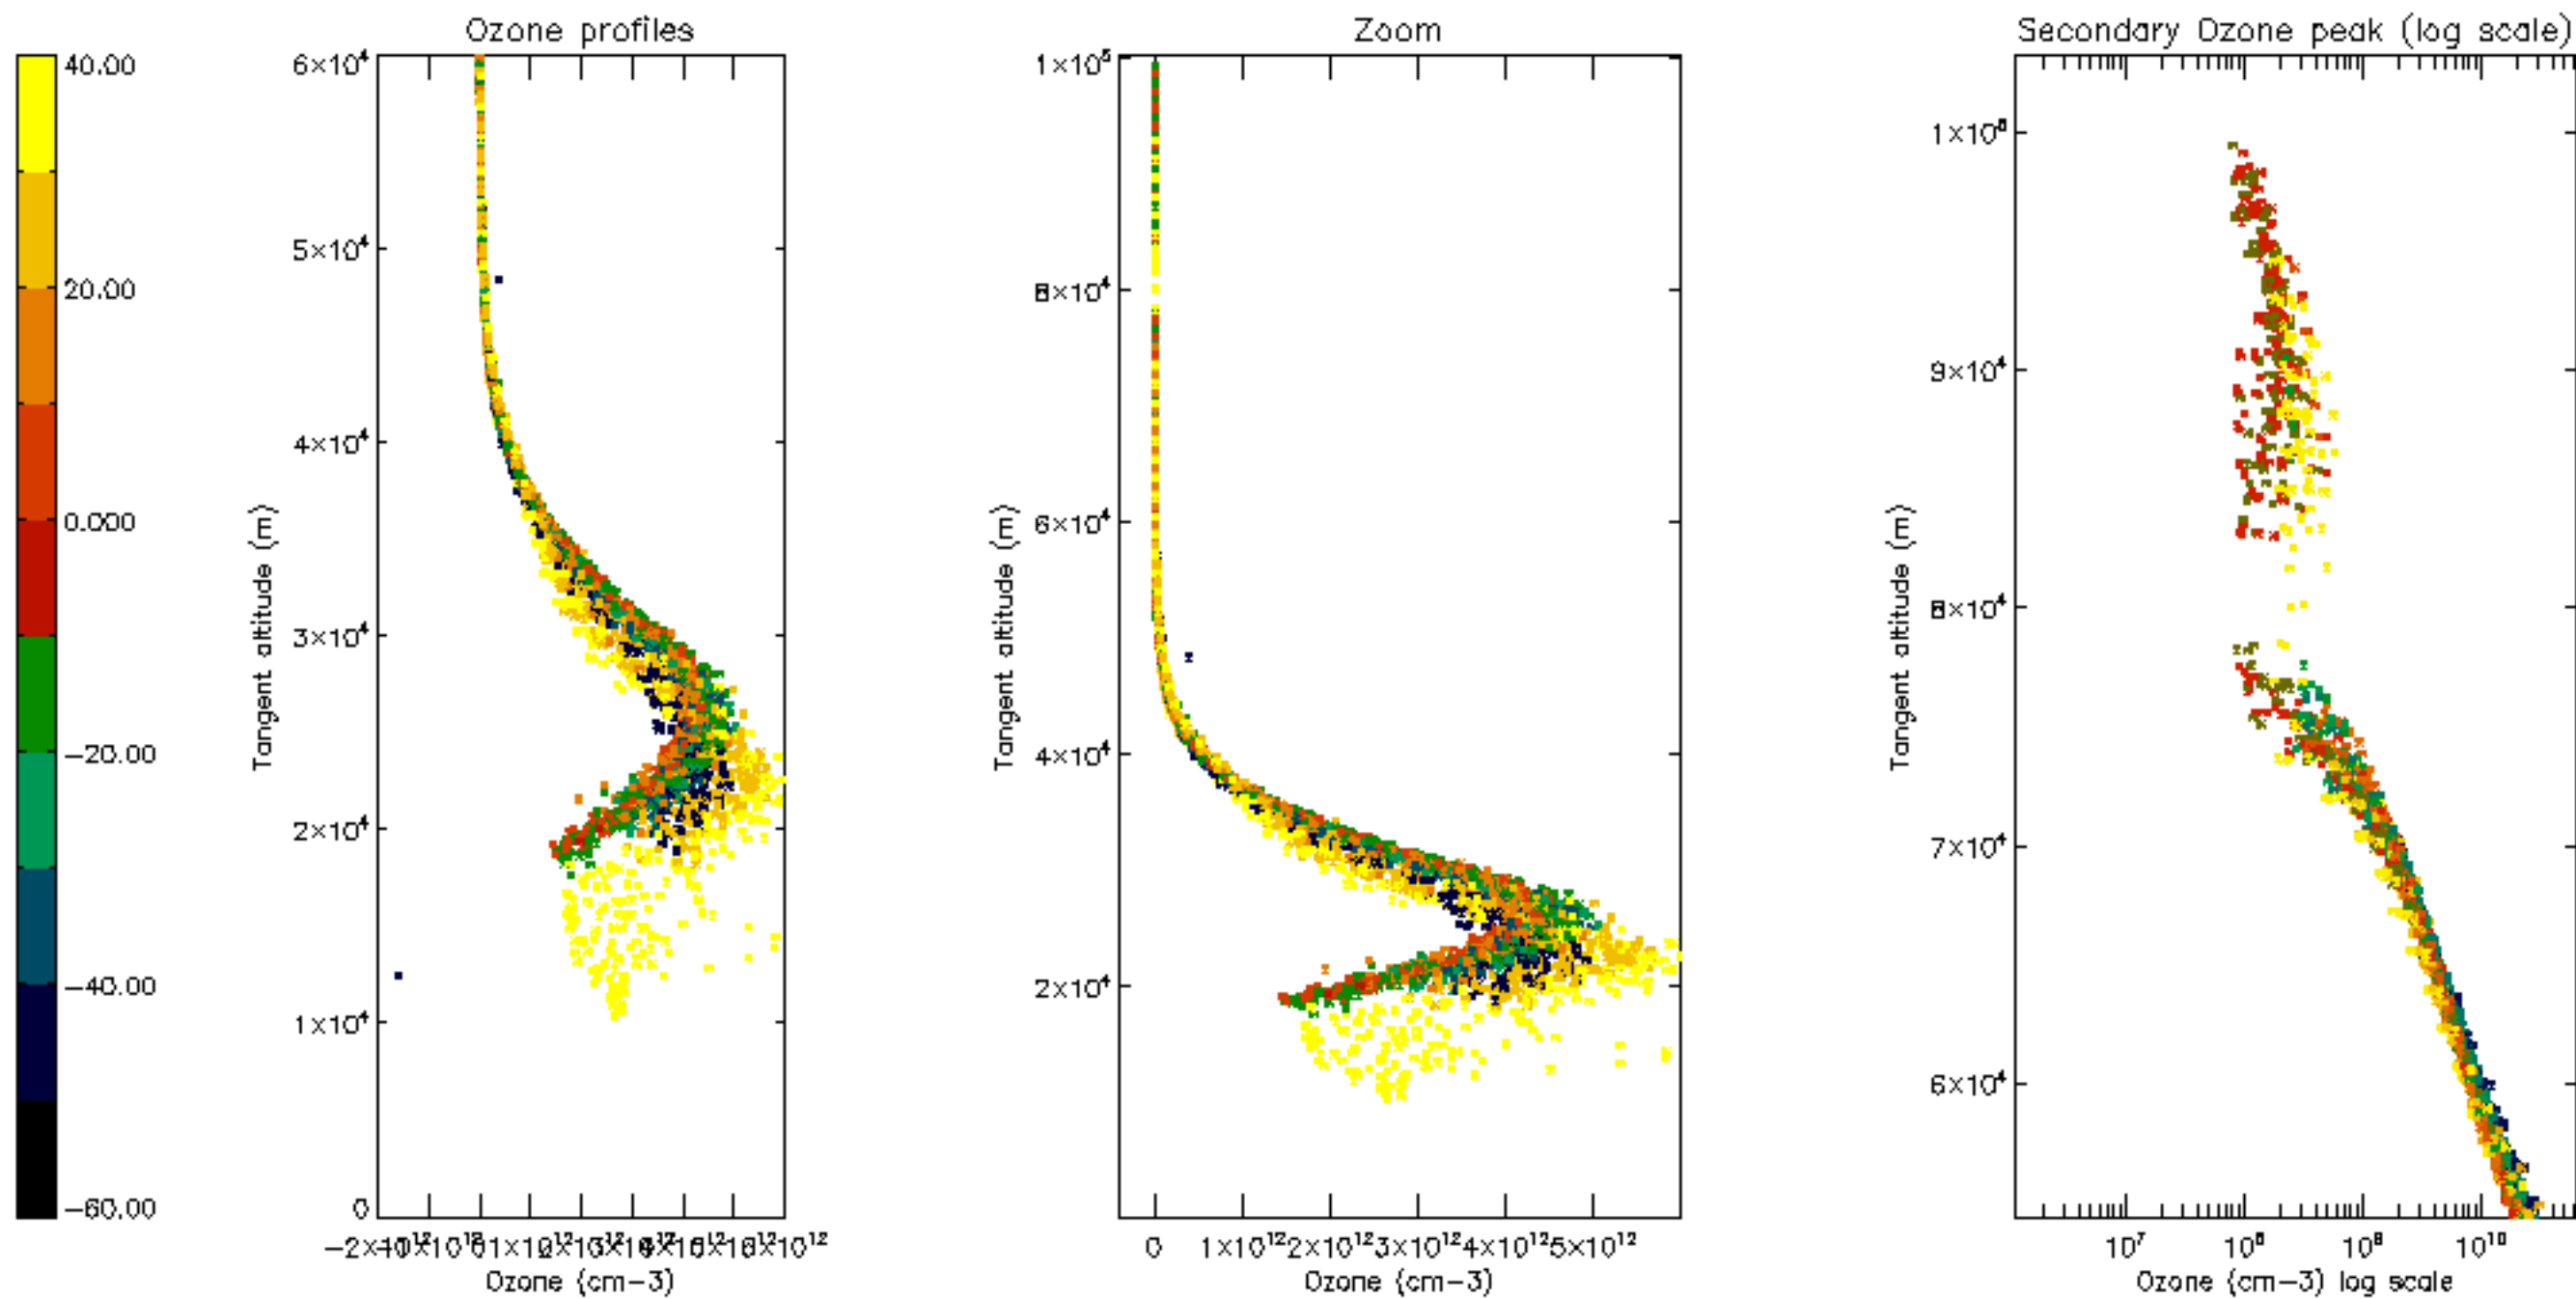 Ozone profiles
Zoom
Secondary Ozone peak (log scale)
40.00
20.00
0.000
−20.00
−40.00
−60.00
6×10⁴
5×10⁴
4×10⁴
3×10⁴
2×10⁴
1×10⁴
0
Tangent altitude (m)
Ozone (cm−3)
1×10⁵
8×10⁴
6×10⁴
4×10⁴
2×10⁴
Tangent altitude (m)
0 1×10¹² 2×10¹² 3×10¹² 4×10¹² 5×10¹²
Ozone (cm−3)
9×10⁴
8×10⁴
7×10⁴
6×10⁴
Tangent altitude (m)
10⁷ 10⁸ 10⁹ 10¹⁰
Ozone (cm−3) log scale